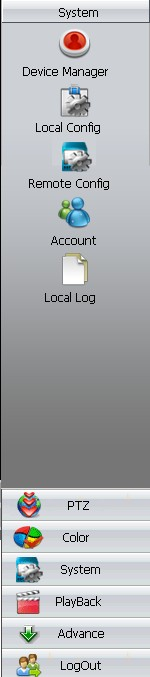 System
Device Manager
Local Config
Remote Config
Account
Local Log
PTZ
Color
System
PlayBack
Advance
LogOut